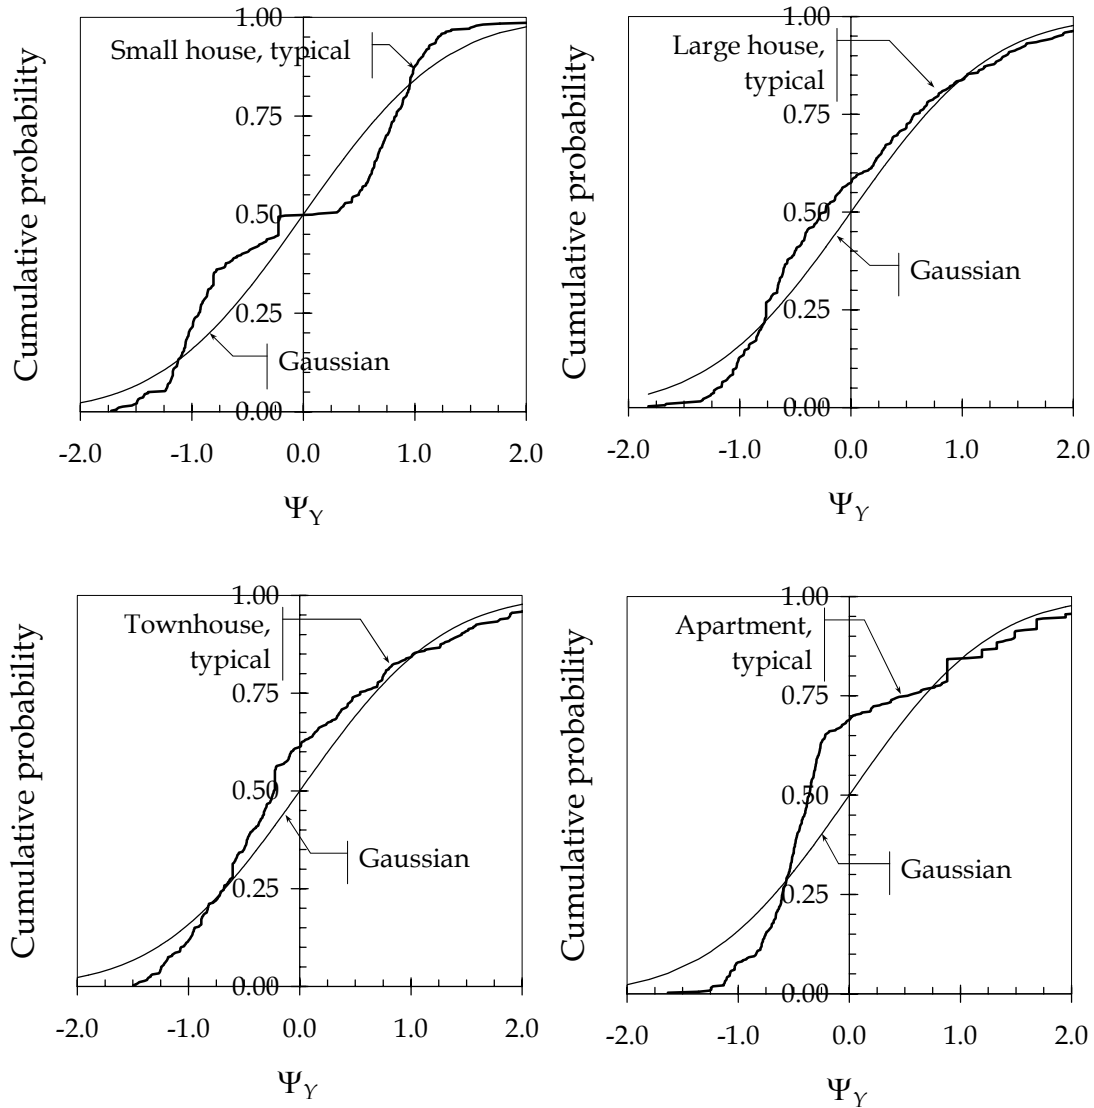 Cumulative probability
1.00
0.75
0.50
0.25
0.00
Small house, typical
Gaussian
-2.0 -1.0 0.0 1.0 2.0
Ψ_Y
Cumulative probability
1.00
0.75
0.50
0.25
0.00
Large house,
typical
Gaussian
-2.0 -1.0 0.0 1.0 2.0
Ψ_Y
Cumulative probability
1.00
0.75
0.50
0.25
0.00
Townhouse,
typical
Gaussian
-2.0 -1.0 0.0 1.0 2.0
Ψ_Y
Cumulative probability
1.00
0.75
0.50
0.25
0.00
Apartment,
typical
Gaussian
-2.0 -1.0 0.0 1.0 2.0
Ψ_Y